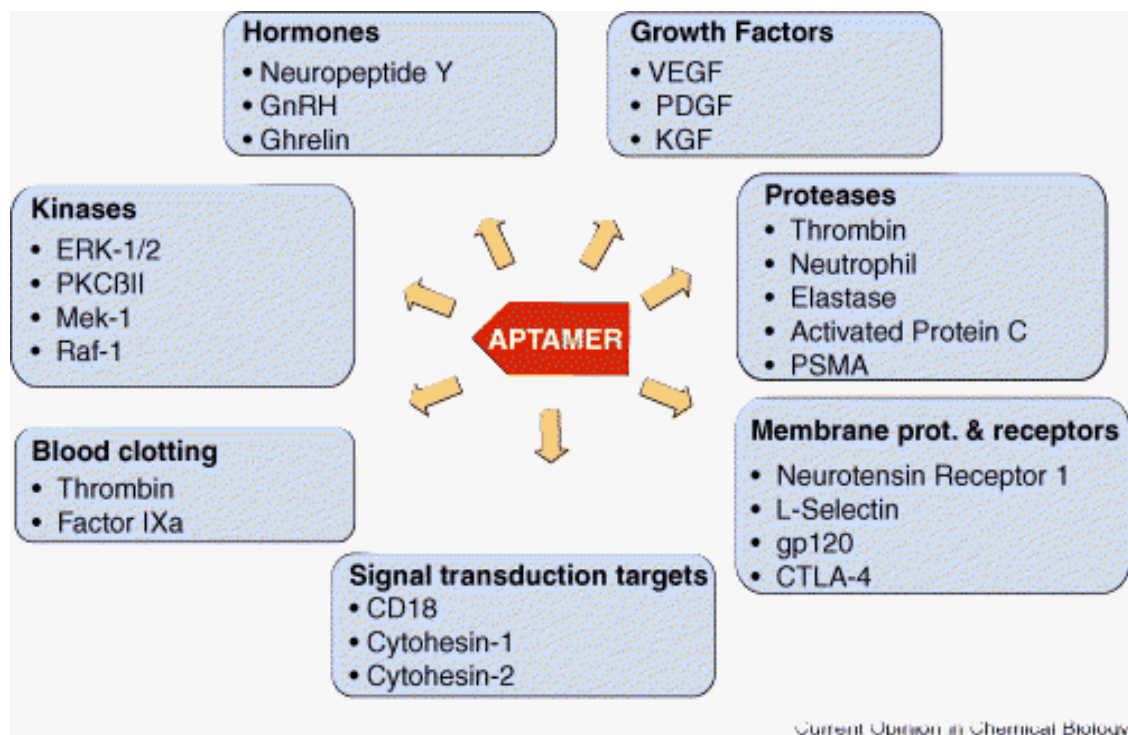 Hormones
• Neuropeptide Y
• GnRH
• Ghrelin
Growth Factors
• VEGF
• PDGF
• KGF
Kinases
• ERK-1/2
• PKCβII
• Mek-1
• Raf-1
Proteases
• Thrombin
• Neutrophil
• Elastase
• Activated Protein C
• PSMA
APTAMER
Blood clotting
• Thrombin
• Factor IXa
Membrane prot. & receptors
• Neurotensin Receptor 1
• L-Selectin
• gp120
• CTLA-4
Signal transduction targets
• CD18
• Cytohesin-1
• Cytohesin-2
Current Opinion in Chemical Biology